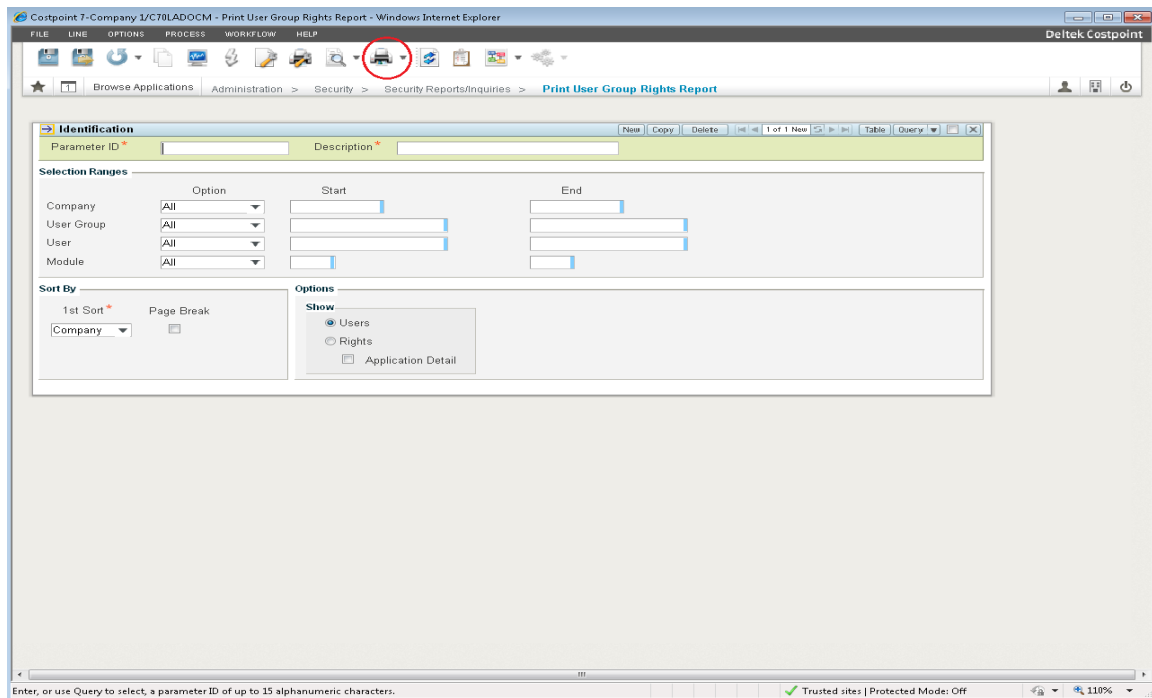 Costpoint 7-Company 1/C70LADOCM - Print User Group Rights Report - Windows Internet Explorer
FILE LINE OPTIONS PROCESS WORKFLOW HELP Deltek Costpoint
1 Browse Applications Administration > Security > Security Reports/Inquiries > Print User Group Rights Report
Identification New Copy Delete 1 of 1 New Table Query
Parameter ID * Description *
Selection Ranges
Option Start End
Company All
User Group All
User All
Module All
Sort By Options
1st Sort * Page Break Show
Company Users
Rights
Application Detail
Enter, or use Query to select, a parameter ID of up to 15 alphanumeric characters. Trusted sites | Protected Mode: Off 110%